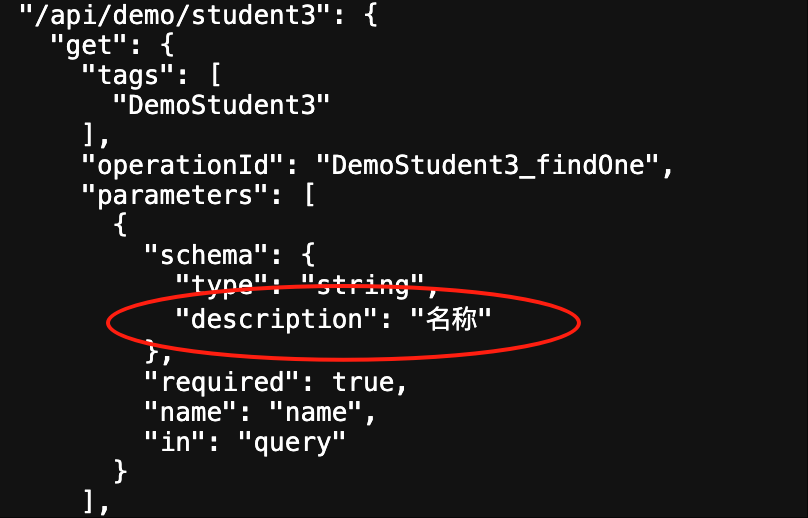 "/api/demo/student3": {
"get": {
"tags": [
"DemoStudent3"
],
"operationId": "DemoStudent3_findOne",
"parameters": [
{
"schema": {
"type": "string",
"description": "名称"
},
"required": true,
"name": "name",
"in": "query"
}
],